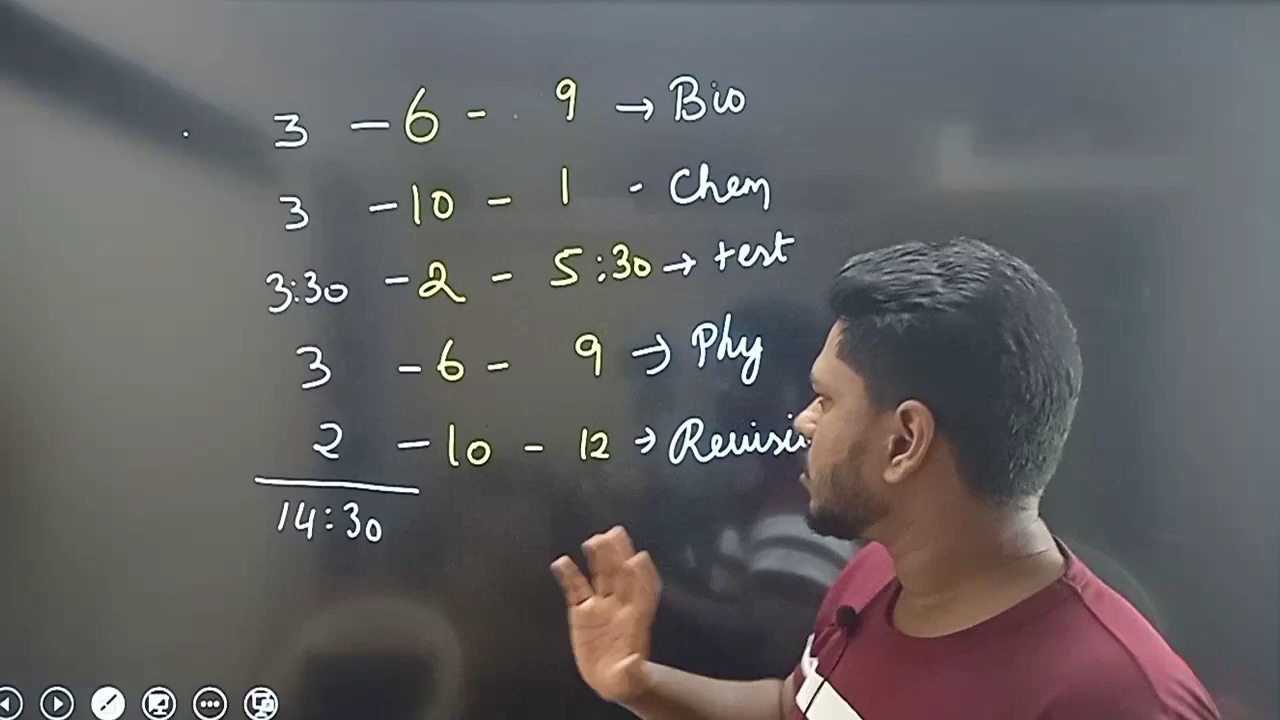 3 - 6 - 9 → Bio
3 - 10 - 1 - Chem
3:30 - 2 - 5:30 → test
3 - 6 - 9 → Phy
2 - 10 - 12 →
14:30